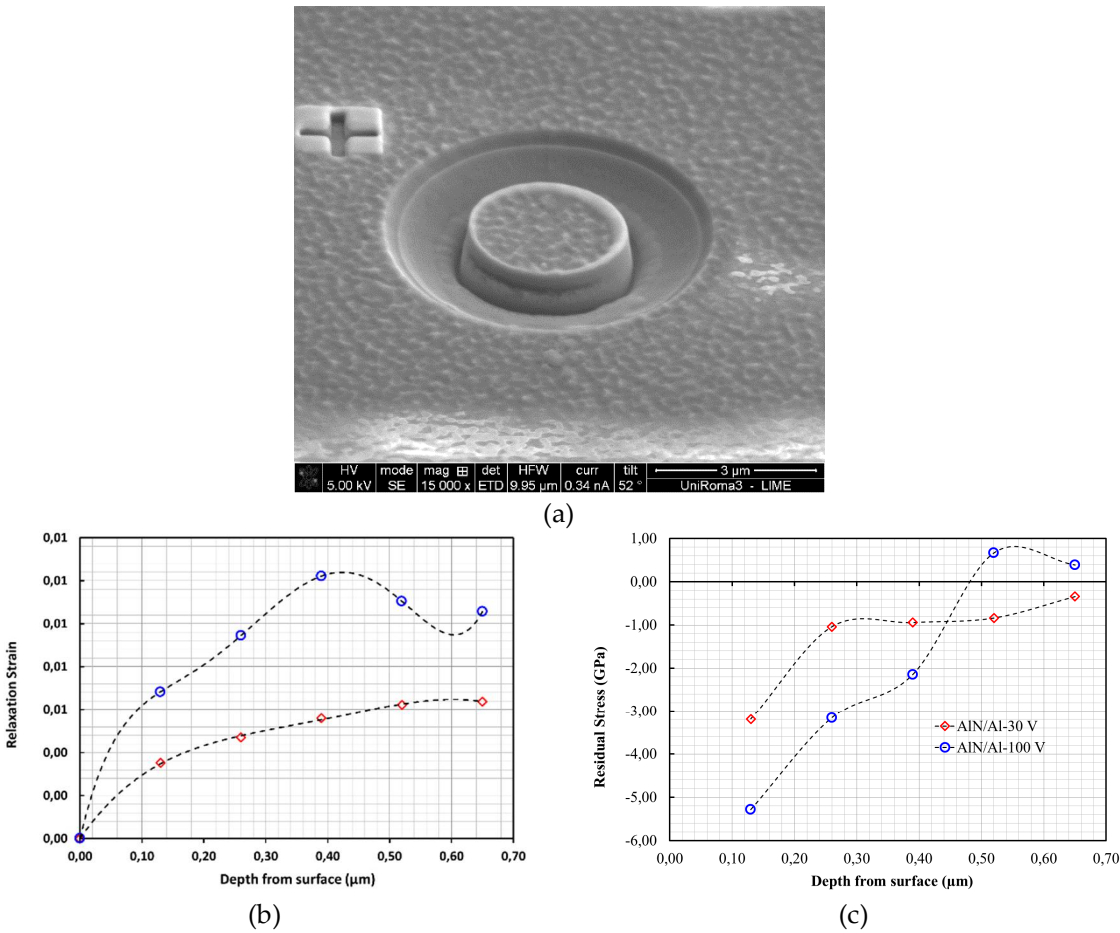 HV mode mag det HFW curr tilt 3 µm
5.00 kV SE 15 000 x ETD 9.95 µm 0.34 nA 52 ° UniRoma3 - LIME
(a)
0,01
0,01
0,01
0,01
0,01
0,00
0,00
0,00
Relaxation Strain
0,00 0,10 0,20 0,30 0,40 0,50 0,60 0,70
Depth from surface (µm)
(b)
1,00
0,00
-1,00
-2,00
-3,00
-4,00
-5,00
-6,00
Residual Stress (GPa)
AlN/Al-30 V
AlN/Al-100 V
0,00 0,10 0,20 0,30 0,40 0,50 0,60 0,70
Depth from surface (µm)
(c)